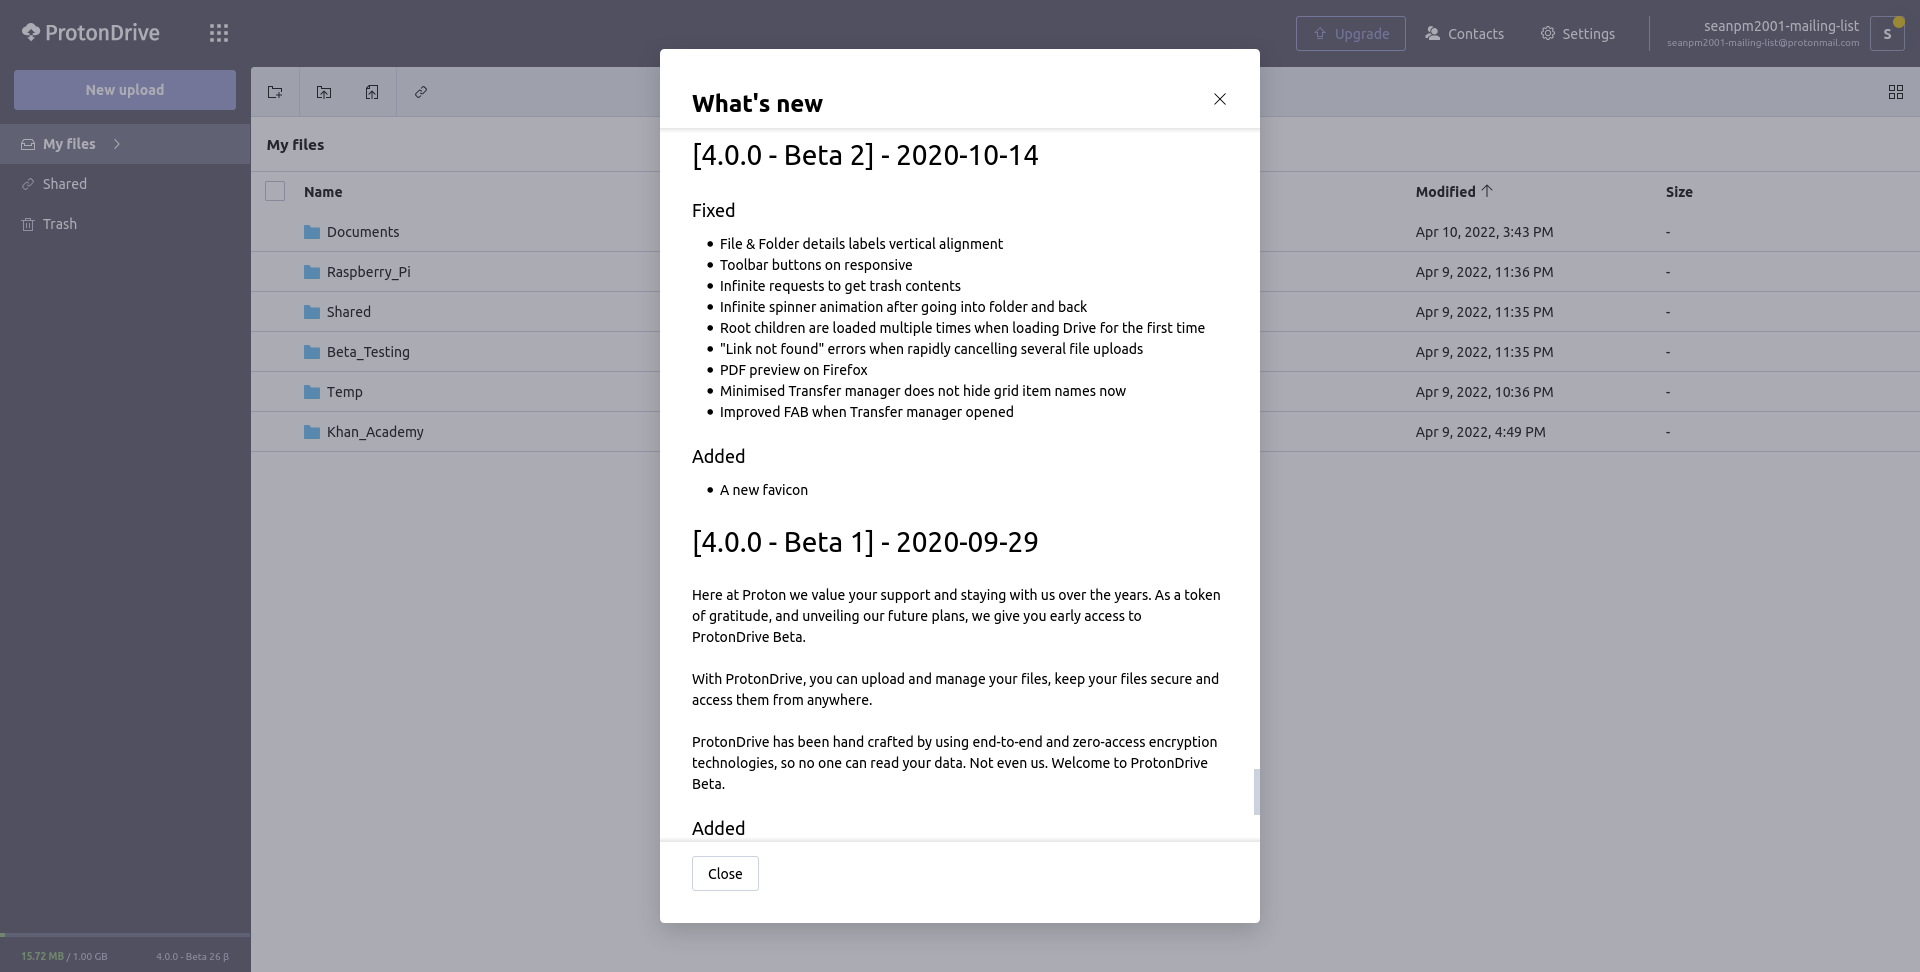 ProtonDrive
Upgrade
Contacts
Settings
seanpm2001-mailing-list
seanpm2001-mailing-list@protonmail.com
S
New upload
My files
Shared
Trash
My files
Name
Modified
Size
Documents
Apr 10, 2022, 3:43 PM
-
Raspberry_Pi
Apr 9, 2022, 11:36 PM
-
Shared
Apr 9, 2022, 11:35 PM
-
Beta_Testing
Apr 9, 2022, 11:35 PM
-
Temp
Apr 9, 2022, 10:36 PM
-
Khan_Academy
Apr 9, 2022, 4:49 PM
-
What's new
[4.0.0 - Beta 2] - 2020-10-14
Fixed
• File & Folder details labels vertical alignment
• Toolbar buttons on responsive
• Infinite requests to get trash contents
• Infinite spinner animation after going into folder and back
• Root children are loaded multiple times when loading Drive for the first time
• "Link not found" errors when rapidly cancelling several file uploads
• PDF preview on Firefox
• Minimised Transfer manager does not hide grid item names now
• Improved FAB when Transfer manager opened
Added
• A new favicon
[4.0.0 - Beta 1] - 2020-09-29
Here at Proton we value your support and staying with us over the years. As a token
of gratitude, and unveiling our future plans, we give you early access to
ProtonDrive Beta.
With ProtonDrive, you can upload and manage your files, keep your files secure and
access them from anywhere.
ProtonDrive has been hand crafted by using end-to-end and zero-access encryption
technologies, so no one can read your data. Not even us. Welcome to ProtonDrive
Beta.
Added
Close
15.72 MB / 1.00 GB
4.0.0 - Beta 26 β